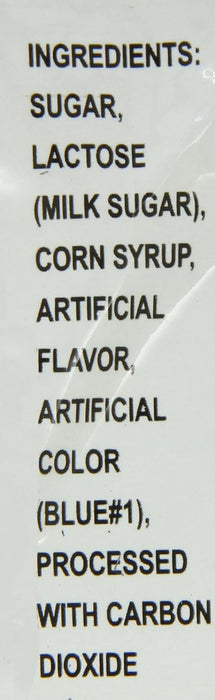 INGREDIENTS:
SUGAR,
LACTOSE
(MILK SUGAR),
CORN SYRUP,
ARTIFICIAL
FLAVOR,
ARTIFICIAL
COLOR
(BLUE#1),
PROCESSED
WITH CARBON
DIOXIDE